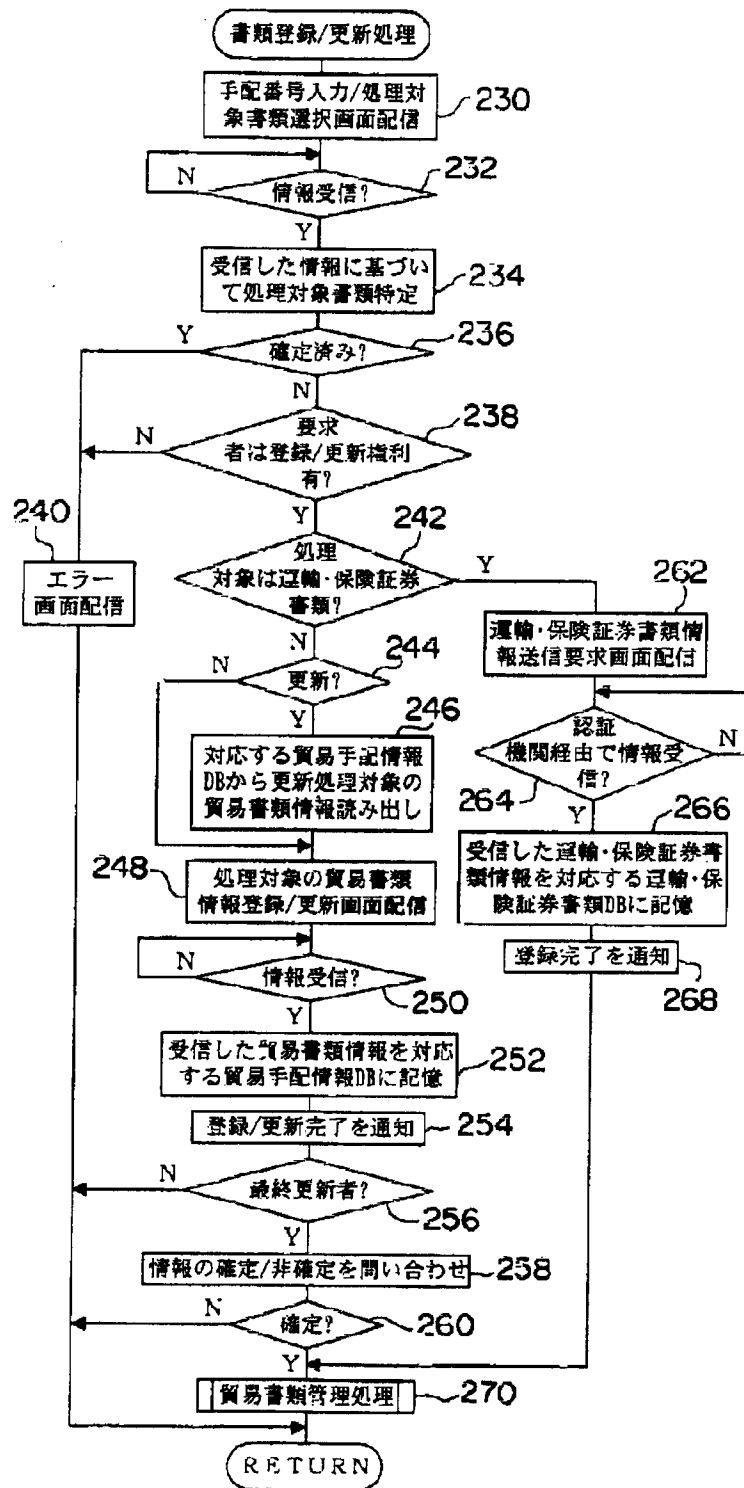 書類登録/更新処理
手配番号入力/処理対
象書類選択画面配信
230
N
情報受信?
232
Y
受信した情報に基づい
て処理対象書類特定
234
Y
確定済み?
236
N
N
要求
者は登録/更新権利
有?
238
Y
240
エラー
画面配信
処理
対象は運輸・保険証券
書類?
242
Y
N
262
運輸・保険証券書類情
報送信要求画面配信
N
更新?
244
Y
認証
機関経由で情報受
信?
N
264
Y
246
対応する貿易手記情報
DBから更新処理対象の
貿易書類情報読み出し
266
受信した運輸・保険証券書
類情報を対応する運輸・保
険証券書類DBに記憶
248
処理対象の貿易書類
情報登録/更新画面配信
登録完了を通知
268
N
情報受信?
250
Y
受信した貿易書類情報を対応
する貿易手配情報DBに記憶
252
登録/更新完了を通知
254
N
最終更新者?
256
Y
情報の確定/非確定を問い合わせ
258
N
確定?
260
Y
貿易書類管理処理
270
RETURN